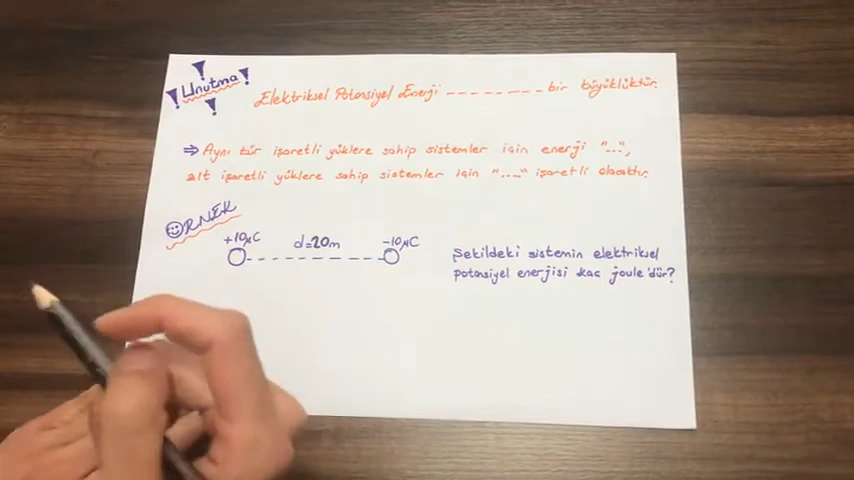 Unutma
Elektriksel Potansiyel Enerji _ _ _ _ _ _ _ _ bir büyüklüktür.
⇒ Aynı tür işaretli yüklere sahip sistemler için enerji "...",
zıt işaretli yüklere sahip sistemler için "...." işaretli olacaktır.
ÖRNEK
+10μC d=20m -10μC
Şekildeki sistemin elektriksel
potansiyel enerjisi kaç joule'dür?